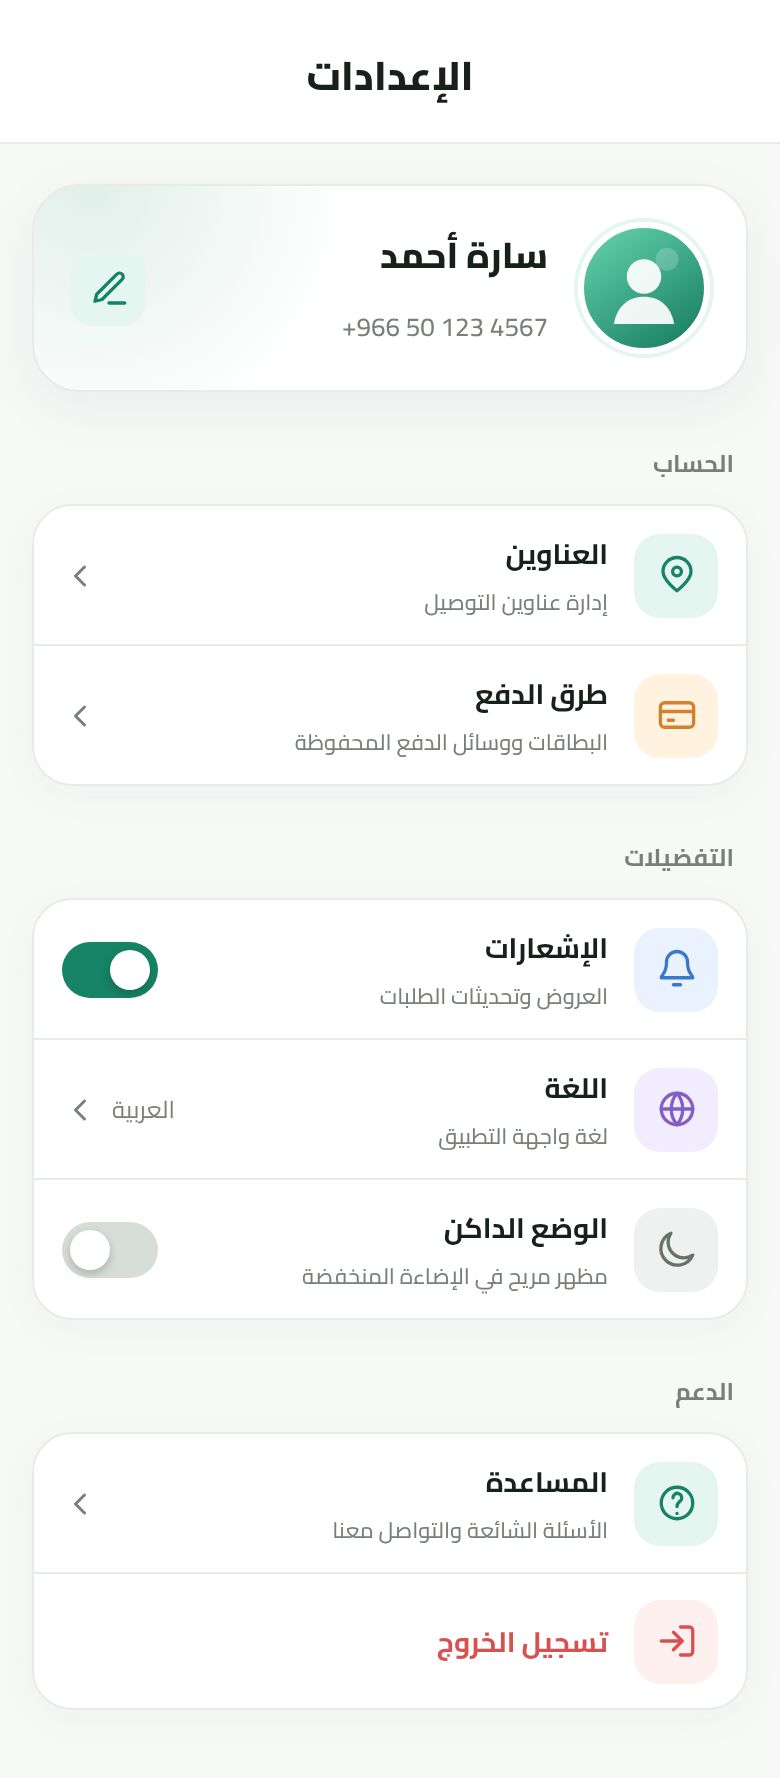 الإعدادات
سارة أحمد
+966 50 123 4567
الحساب
العناوين
إدارة عناوين التوصيل
طرق الدفع
البطاقات ووسائل الدفع المحفوظة
التفضيلات
الإشعارات
العروض وتحديثات الطلبات
اللغة
لغة واجهة التطبيق
العربية
الوضع الداكن
مظهر مريح في الإضاءة المنخفضة
الدعم
المساعدة
الأسئلة الشائعة والتواصل معنا
تسجيل الخروج